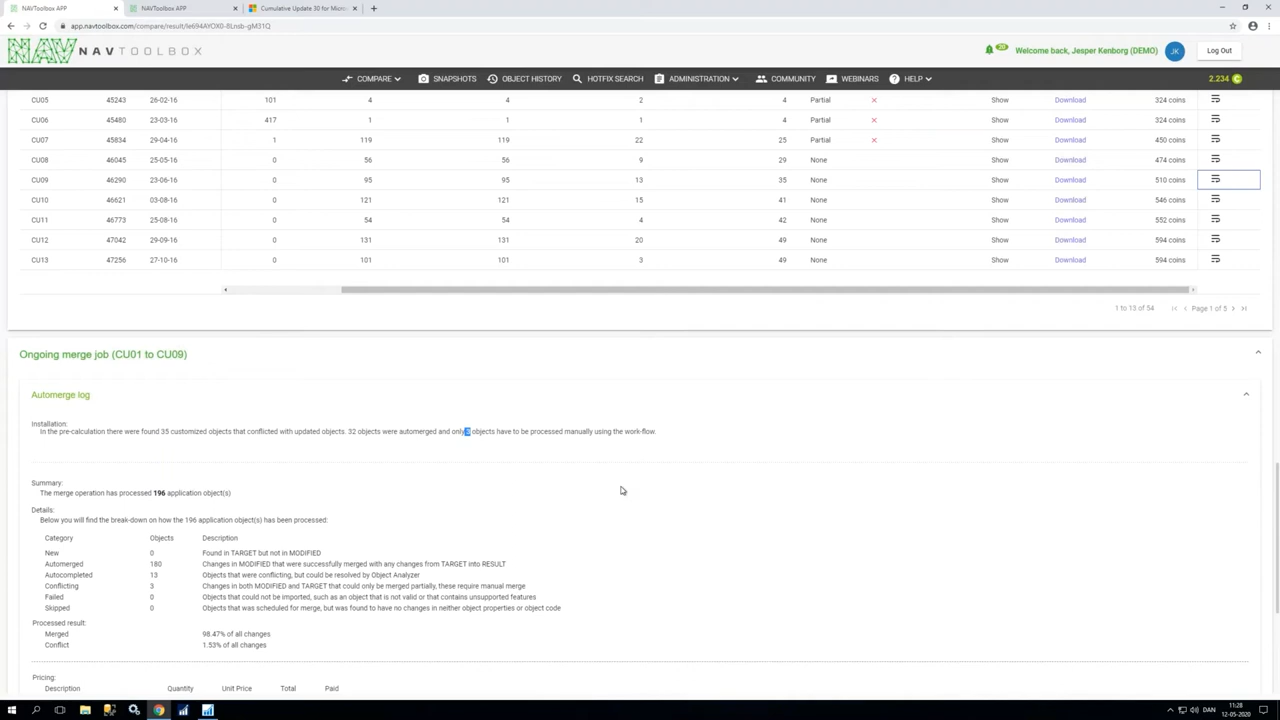 NAVToolbox APP
NAVToolbox APP
Cumulative Update 30 for Micros
app.navtoolbox.com/compare/result/
NAV NAVTOOLBOX
20
Welcome back, Jesper Kenborg (DEMO)
JK
Log Out
COMPARE SNAPSHOTS OBJECT HISTORY HOTFIX SEARCH ADMINISTRATION COMMUNITY WEBINARS HELP 2.234 C
CU05 45243 26-02-16 101 4 4 2 4 Partial Show Download 324 coins
CU06 45480 23-03-16 417 1 1 1 4 Partial Show Download 324 coins
CU07 45834 29-04-16 1 119 119 22 25 Partial Show Download 450 coins
CU08 46045 25-05-16 0 56 56 9 29 None Show Download 474 coins
CU09 46290 23-06-16 0 95 95 13 35 None Show Download 510 coins
CU10 46621 03-08-16 0 121 121 15 41 None Show Download 546 coins
CU11 46773 25-08-16 0 54 54 4 42 None Show Download 552 coins
CU12 47042 29-09-16 0 131 131 20 49 None Show Download 594 coins
CU13 47256 27-10-16 0 101 101 3 49 None Show Download 594 coins
1 to 13 of 54 Page 1 of 5
Ongoing merge job (CU01 to CU09)
Automerge log
Installation:
In the pre-calculation there were found 35 customized objects that conflicted with updated objects. 32 objects were automerged and only 3 objects have to be processed manually using the work-flow.
Summary:
The merge operation has processed 196 application object(s)
Details:
Below you will find the break-down on how the 196 application object(s) has been processed:
Category Objects Description
New 0 Found in TARGET but not in MODIFIED
Automerged 180 Changes in MODIFIED that were successfully merged with any changes from TARGET into RESULT
Autocompleted 13 Objects that were conflicting, but could be resolved by Object Analyzer
Conflicting 3 Changes in both MODIFIED and TARGET that could only be merged partially, these require manual merge
Failed 0 Objects that could not be imported, such as an object that is not valid or that contains unsupported features
Skipped 0 Objects that was scheduled for merge, but was found to have no changes in neither object properties or object code
Processed result:
Merged 98.47% of all changes
Conflict 1.53% of all changes
Pricing:
Description Quantity Unit Price Total Paid
DAN
11:28
12-05-2020